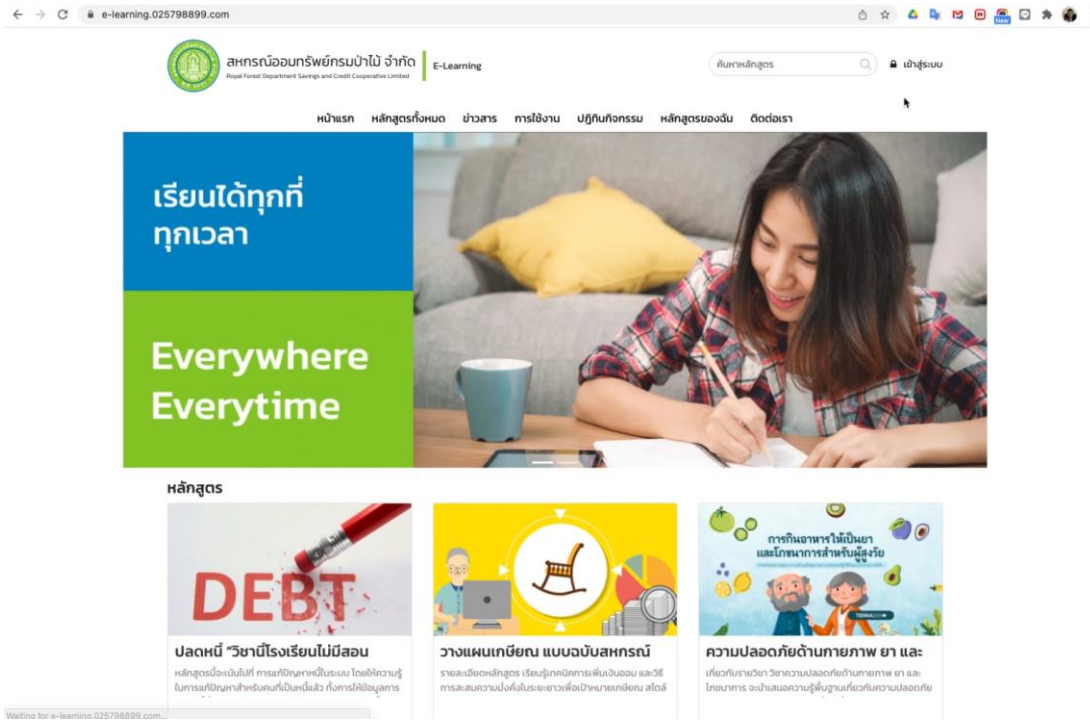 e-learning.025798899.com
New
สหกรณ์ออมทรัพย์กรมป่าไม้ จำกัด
Royal Forest Department Savings and Credit Cooperative Limited
E-Learning
ค้นหาหลักสูตร
เข้าสู่ระบบ
หน้าแรก หลักสูตรทั้งหมด ข่าวสาร การใช้งาน ปฏิทินกิจกรรม หลักสูตรของฉัน ติดต่อเรา
เรียนได้ทุกที่
ทุกเวลา
Everywhere
Everytime
หลักสูตร
DEBT
ปลดหนี้ “วิชานี้โรงเรียนไม่มีสอน
หลักสูตรนี้จะเน้นไปที่ การแก้ปัญหาหนี้ในระบบ โดยให้ความรู้
ในการแก้ปัญหาสำหรับคนที่เป็นหนี้แล้ว ทั้งการให้ข้อมูลการ
วางแผนเกษียณ แบบฉบับสหกรณ์
รายละเอียดหลักสูตร เรียนรู้เทคนิคการเพิ่มเงินออม และวิธี
การสะสมความมั่งคั่งในระยะยาวเพื่อเป้าหมายเกษียณ สไตล์
การกินอาหารให้เป็นยา
และโภชนาการสำหรับผู้สูงวัย
ความปลอดภัยด้านกายภาพ ยา และ
เกี่ยวกับรายวิชา วิชาความปลอดภัยด้านกายภาพ ยา และ
โภชนาการ จะนำเสนอความรู้พื้นฐานเกี่ยวกับความปลอดภัย
Waiting for e-learning.025798899.com...